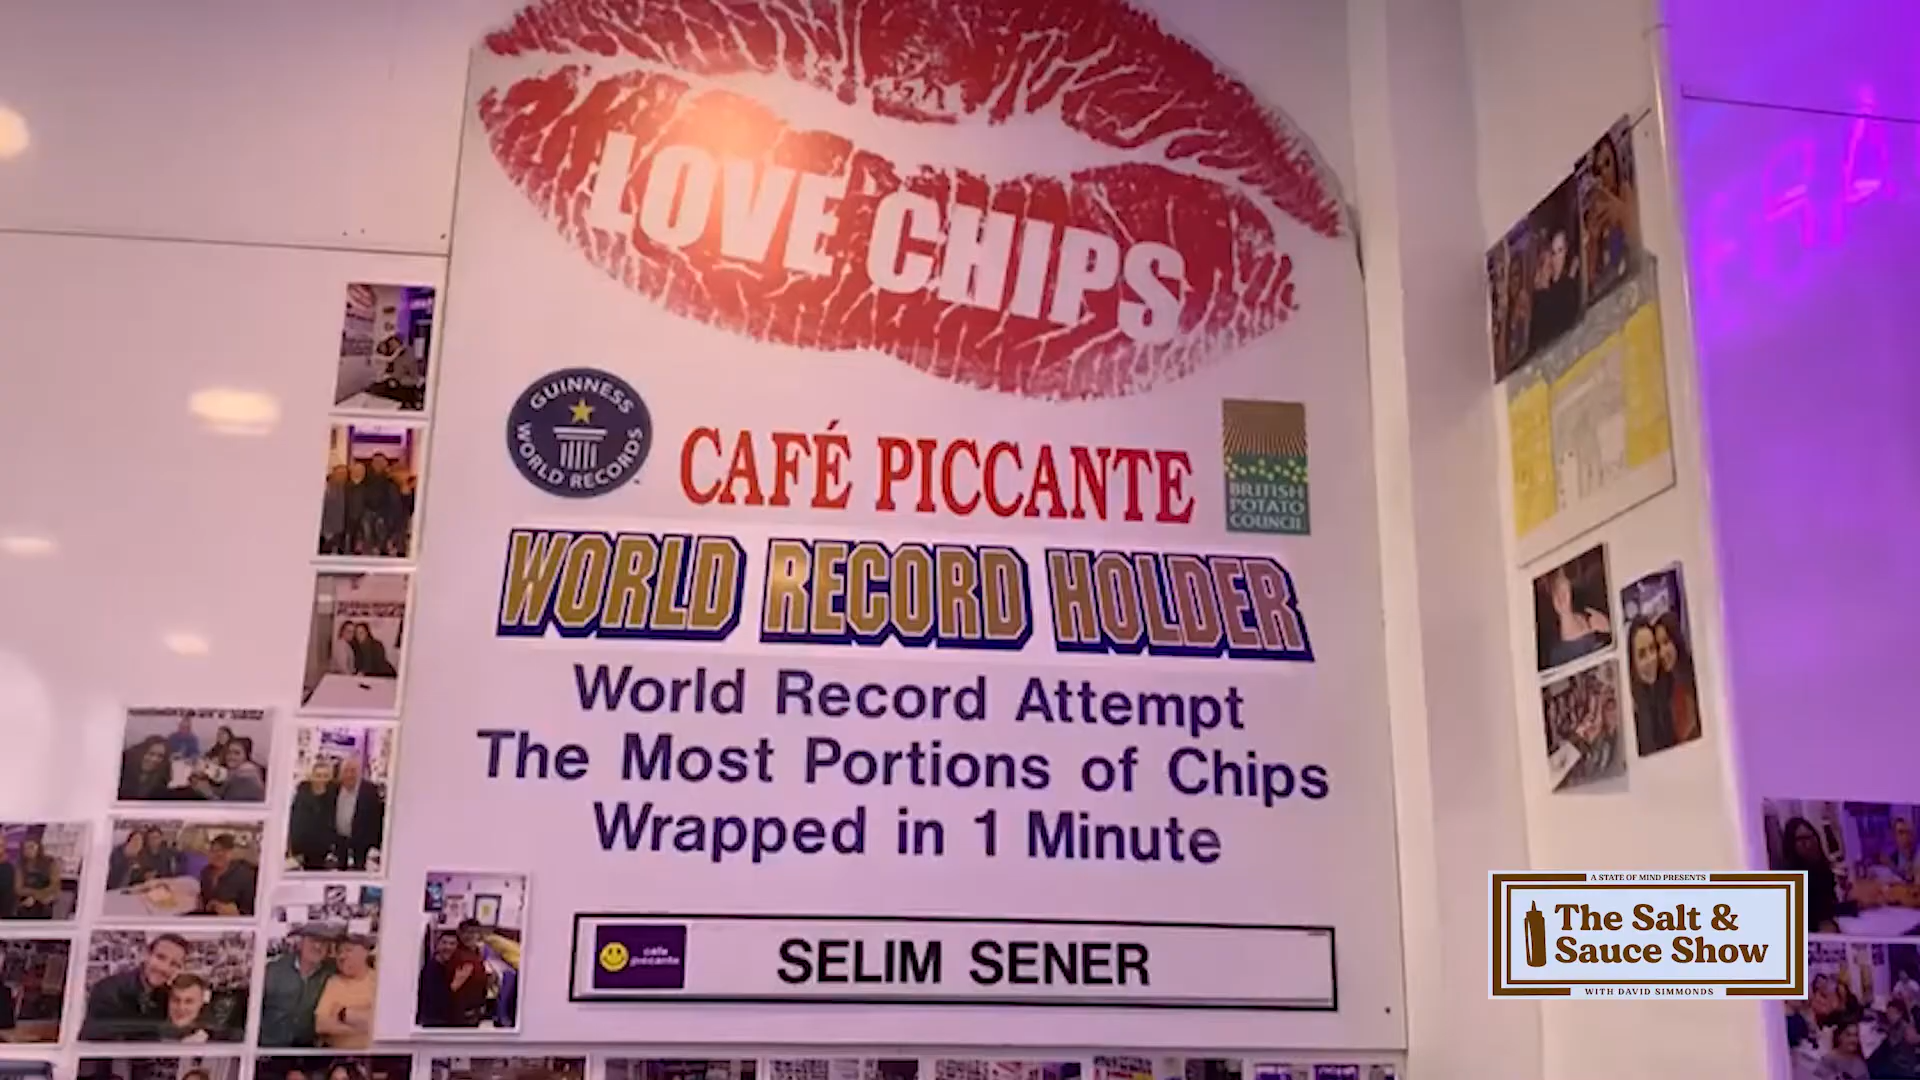 LOVE CHIPS
GUINNESS
WORLD RECORDS
CAFÉ PICCANTE
BRITISH
POTATO
COUNCIL
WORLD RECORD HOLDER
World Record Attempt
The Most Portions of Chips
Wrapped in 1 Minute
cafe
piccante
SELIM SENER
A STATE OF MIND PRESENTS
The Salt &
Sauce Show
WITH DAVID SIMMONDS